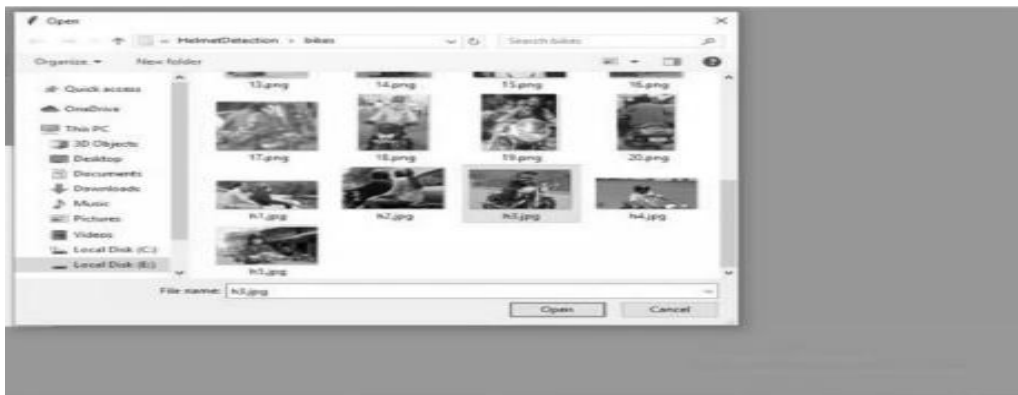 Open
« HelmetDetection › bikes
Search bikes
Organize
New folder
13.png
14.png
15.png
16.png
Quick access
OneDrive
This PC
3D Objects
Desktop
Documents
Downloads
Music
Pictures
Videos
Local Disk (C:)
Local Disk (E:)
17.png
18.png
19.png
20.png
h1.jpg
h2.jpg
h3.jpg
h4.jpg
h5.jpg
File name: h3.jpg
Open
Cancel